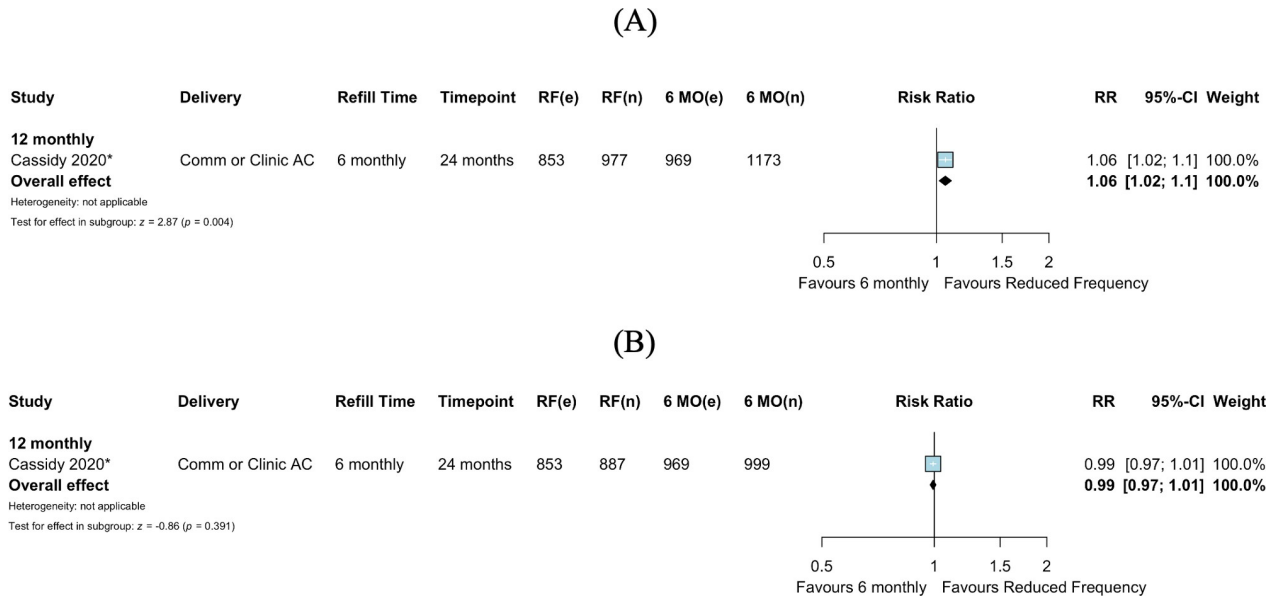 (A)
Study Delivery Refill Time Timepoint RF(e) RF(n) 6 MO(e) 6 MO(n) Risk Ratio RR 95%-CI Weight
12 monthly
Cassidy 2020* Comm or Clinic AC 6 monthly 24 months 853 977 969 1173 1.06 [1.02; 1.1] 100.0%
Overall effect 1.06 [1.02; 1.1] 100.0%
Heterogeneity: not applicable
Test for effect in subgroup: z = 2.87 (p = 0.004)
0.5 1 1.5 2
Favours 6 monthly Favours Reduced Frequency
(B)
Study Delivery Refill Time Timepoint RF(e) RF(n) 6 MO(e) 6 MO(n) Risk Ratio RR 95%-CI Weight
12 monthly
Cassidy 2020* Comm or Clinic AC 6 monthly 24 months 853 887 969 999 0.99 [0.97; 1.01] 100.0%
Overall effect 0.99 [0.97; 1.01] 100.0%
Heterogeneity: not applicable
Test for effect in subgroup: z = -0.86 (p = 0.391)
0.5 1 1.5 2
Favours 6 monthly Favours Reduced Frequency